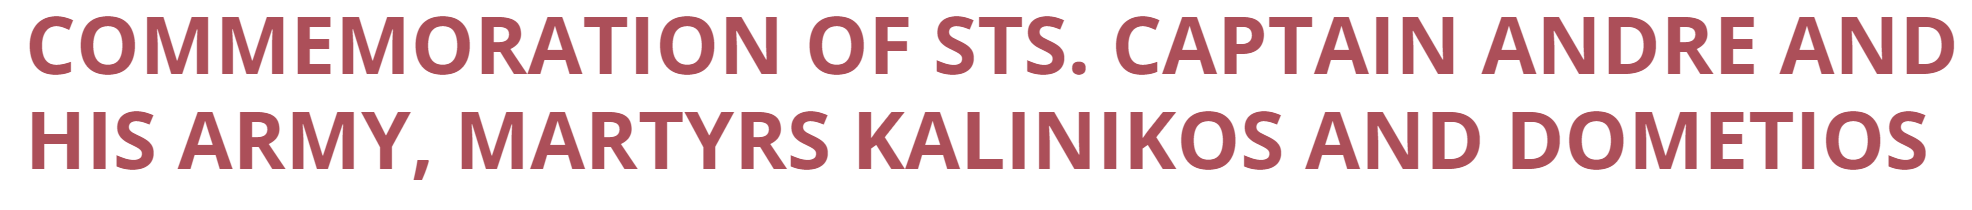 COMMEMORATION OF STS. CAPTAIN ANDRE AND
HIS ARMY, MARTYRS KALINIKOS AND DOMETIOS